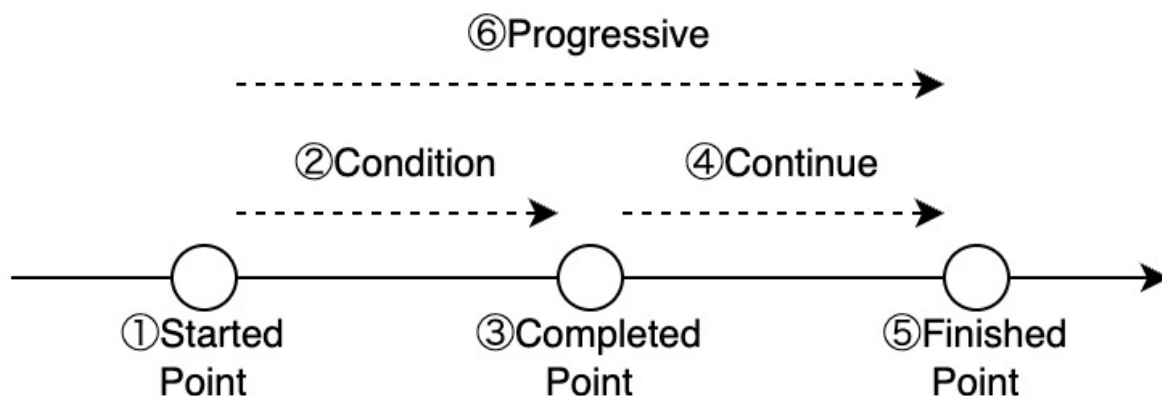 ⑥Progressive
②Condition
④Continue
①Started
Point
③Completed
Point
⑤Finished
Point